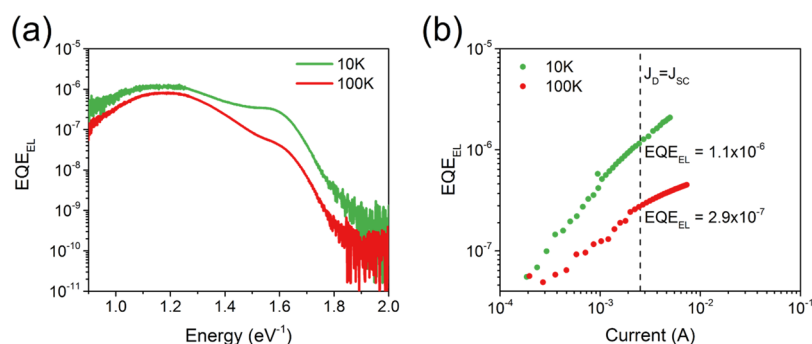 (a)
10⁻⁵
10⁻⁶
10⁻⁷
10⁻⁸
10⁻⁹
10⁻¹⁰
10⁻¹¹
EQE_EL
10K
100K
1.0 1.2 1.4 1.6 1.8 2.0
Energy (eV⁻¹)
(b)
10⁻⁵
10⁻⁶
10⁻⁷
EQE_EL
10K
100K
J_D=J_SC
EQE_EL = 1.1x10⁻⁶
EQE_EL = 2.9x10⁻⁷
10⁻⁴ 10⁻³ 10⁻² 10⁻¹
Current (A)